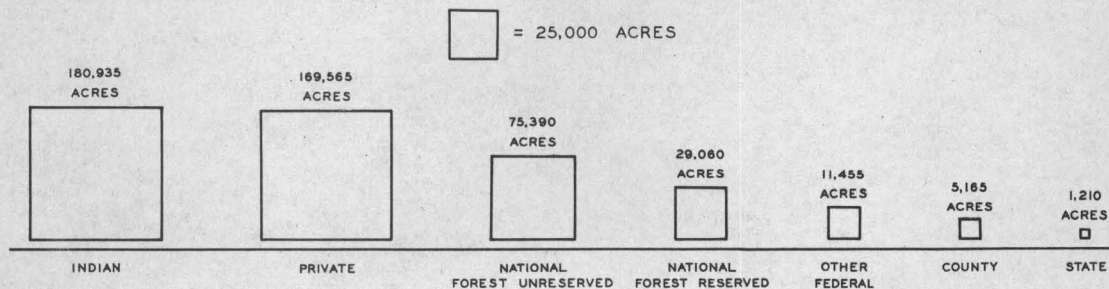 = 25,000 ACRES
180,935
ACRES
169,565
ACRES
75,390
ACRES
29,060
ACRES
11,455
ACRES
5,165
ACRES
1,210
ACRES
INDIAN
PRIVATE
NATIONAL
FOREST UNRESERVED
NATIONAL
FOREST RESERVED
OTHER
FEDERAL
COUNTY
STATE